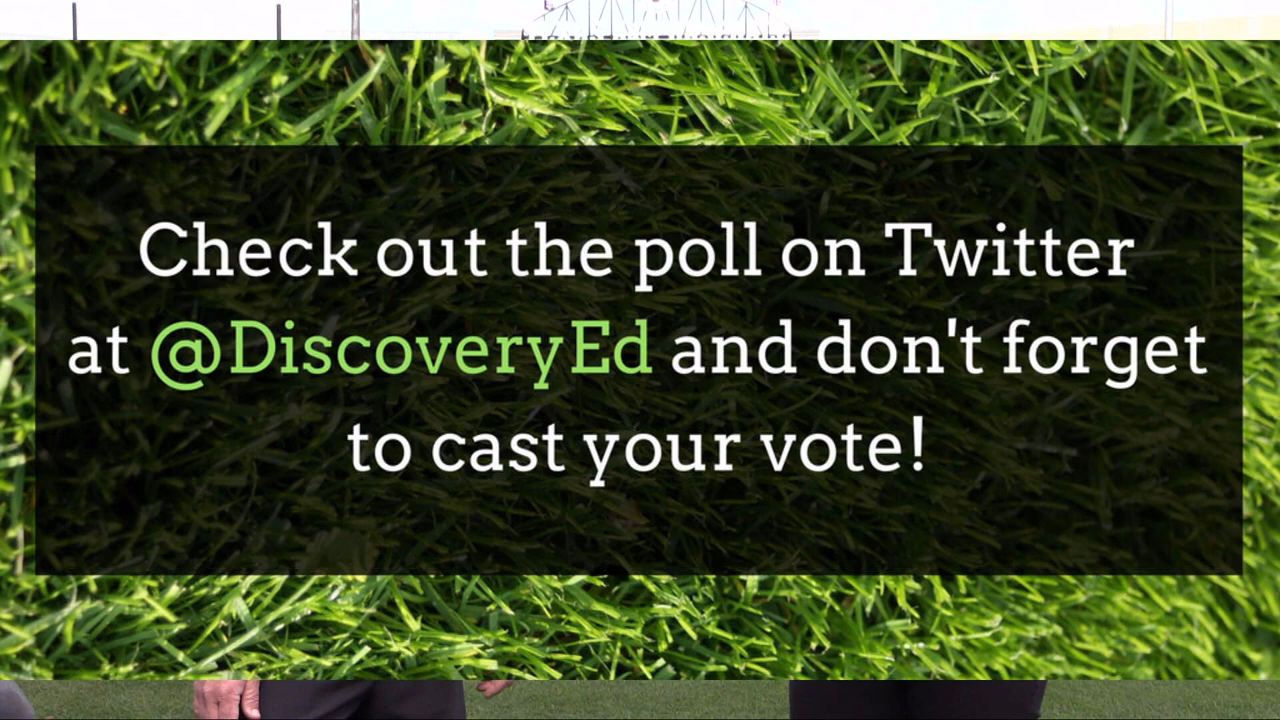 Check out the poll on Twitter
at @DiscoveryEd and don't forget
to cast your vote!